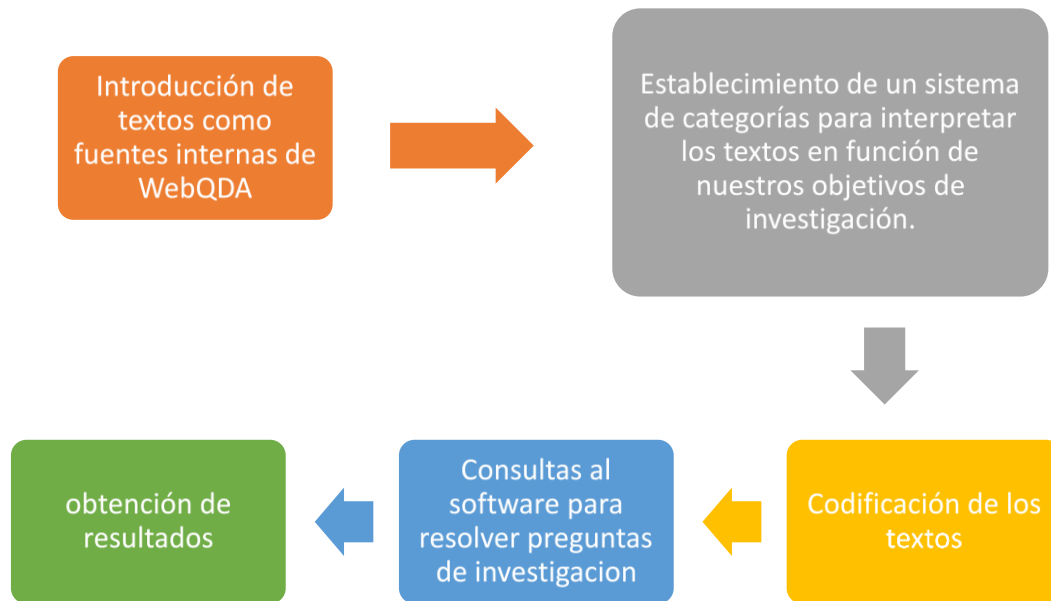 Introducción de
textos como
fuentes internas de
WebQDA
Establecimiento de un sistema
de categorías para interpretar
los textos en función de
nuestros objetivos de
investigación.
Codificación de los
textos
Consultas al
software para
resolver preguntas
de investigacion
obtención de
resultados